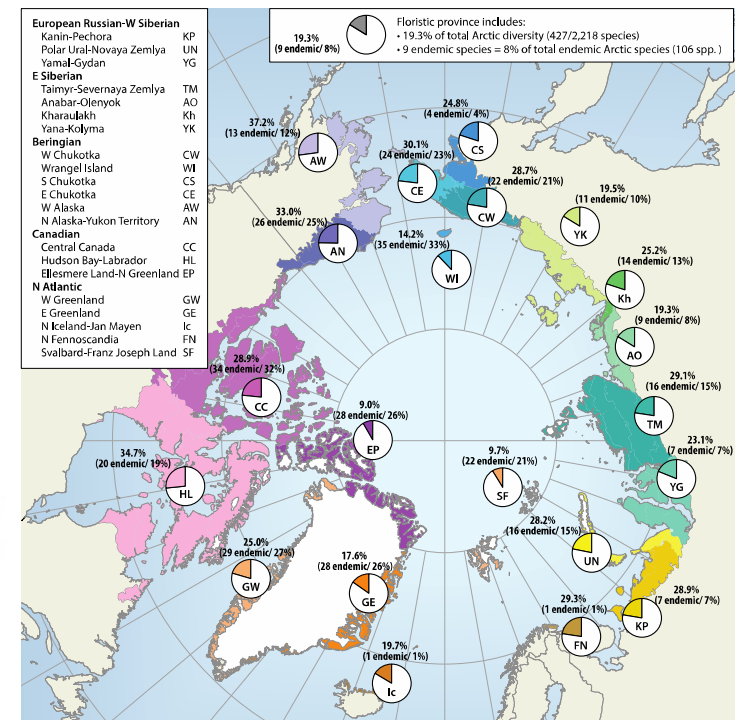 European Russian-W Siberian
Kanin-Pechora KP
Polar Ural-Novaya Zemlya UN
Yamal-Gydan YG
E Siberian
Taimyr-Severnaya Zemlya TM
Anabar-Olenyok AO
Kharaulakh Kh
Yana-Kolyma YK
Beringian
W Chukotka CW
Wrangel Island WI
S Chukotka CS
E Chukotka CE
W Alaska AW
N Alaska-Yukon Territory AN
Canadian
Central Canada CC
Hudson Bay-Labrador HL
Ellesmere Land-N Greenland EP
N Atlantic
W Greenland GW
E Greenland GE
N Iceland-Jan Mayen Ic
N Fennoscandia FN
Svalbard-Franz Joseph Land SF
19.3%
(9 endemic/ 8%)
Floristic province includes:
• 19.3% of total Arctic diversity (427/2,218 species)
• 9 endemic species = 8% of total endemic Arctic species (106 spp. )
37.2%
(13 endemic/ 12%)
AW
24.8%
(4 endemic/ 4%)
CS
30.1%
(24 endemic/ 23%)
CE
28.7%
(22 endemic/ 21%)
CW
19.5%
(11 endemic/ 10%)
YK
33.0%
(26 endemic/ 25%)
AN
14.2%
(35 endemic/ 33%)
WI
25.2%
(14 endemic/ 13%)
Kh
19.3%
(9 endemic/ 8%)
AO
28.9%
(34 endemic/ 32%)
CC
29.1%
(16 endemic/ 15%)
TM
9.0%
(28 endemic/ 26%)
EP
23.1%
(7 endemic/ 7%)
YG
34.7%
(20 endemic/ 19%)
HL
9.7%
(22 endemic/ 21%)
SF
28.2%
(16 endemic/ 15%)
UN
25.0%
(29 endemic/ 27%)
GW
17.6%
(28 endemic/ 26%)
GE
28.9%
(7 endemic/ 7%)
KP
29.3%
(1 endemic/ 1%)
FN
19.7%
(1 endemic/ 1%)
Ic